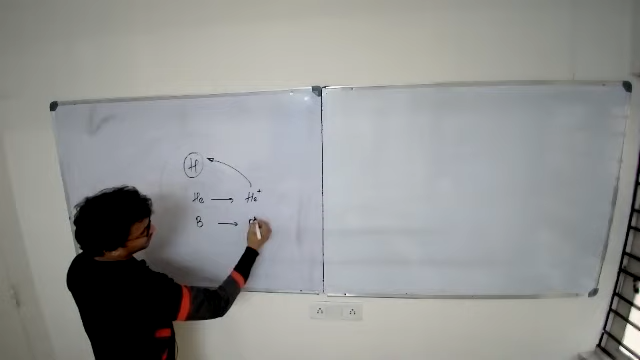 H
He → He⁺
B →